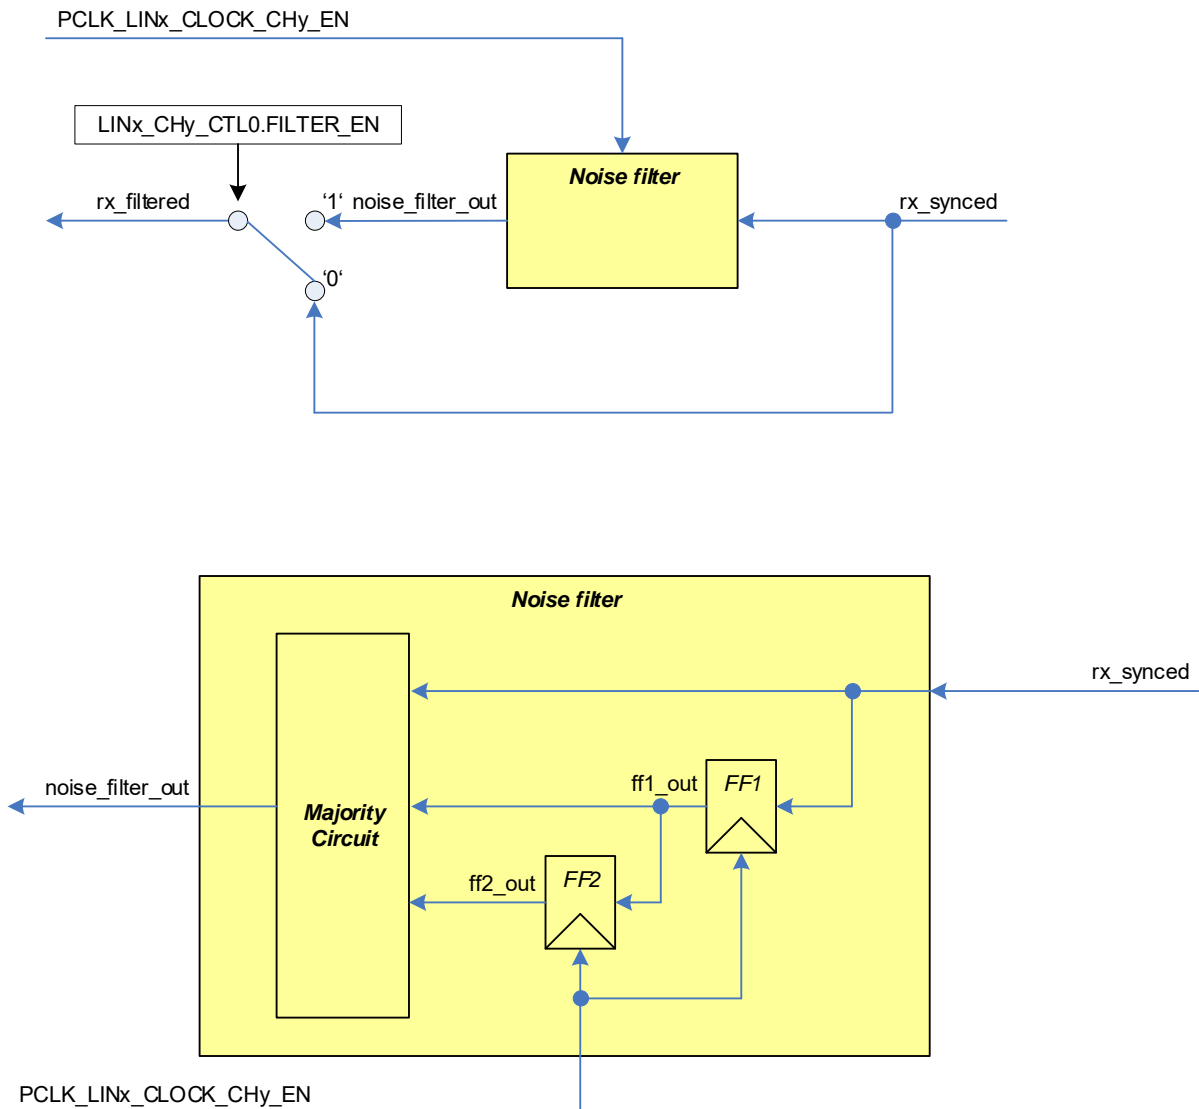 PCLK_LINx_CLOCK_CHy_EN
LINx_CHy_CTL0.FILTER_EN
Noise filter
rx_filtered
‘1‘
noise_filter_out
rx_synced
‘0‘
Noise filter
rx_synced
noise_filter_out
ff1_out
FF1
Majority
Circuit
ff2_out
FF2
PCLK_LINx_CLOCK_CHy_EN